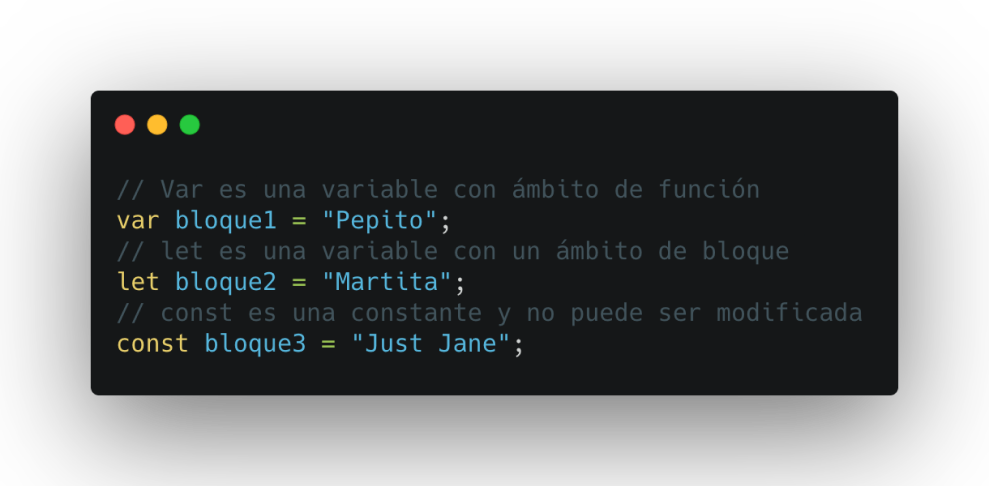 // Var es una variable con ámbito de función
var bloque1 = "Pepito";
// let es una variable con un ámbito de bloque
let bloque2 = "Martita";
// const es una constante y no puede ser modificada
const bloque3 = "Just Jane";